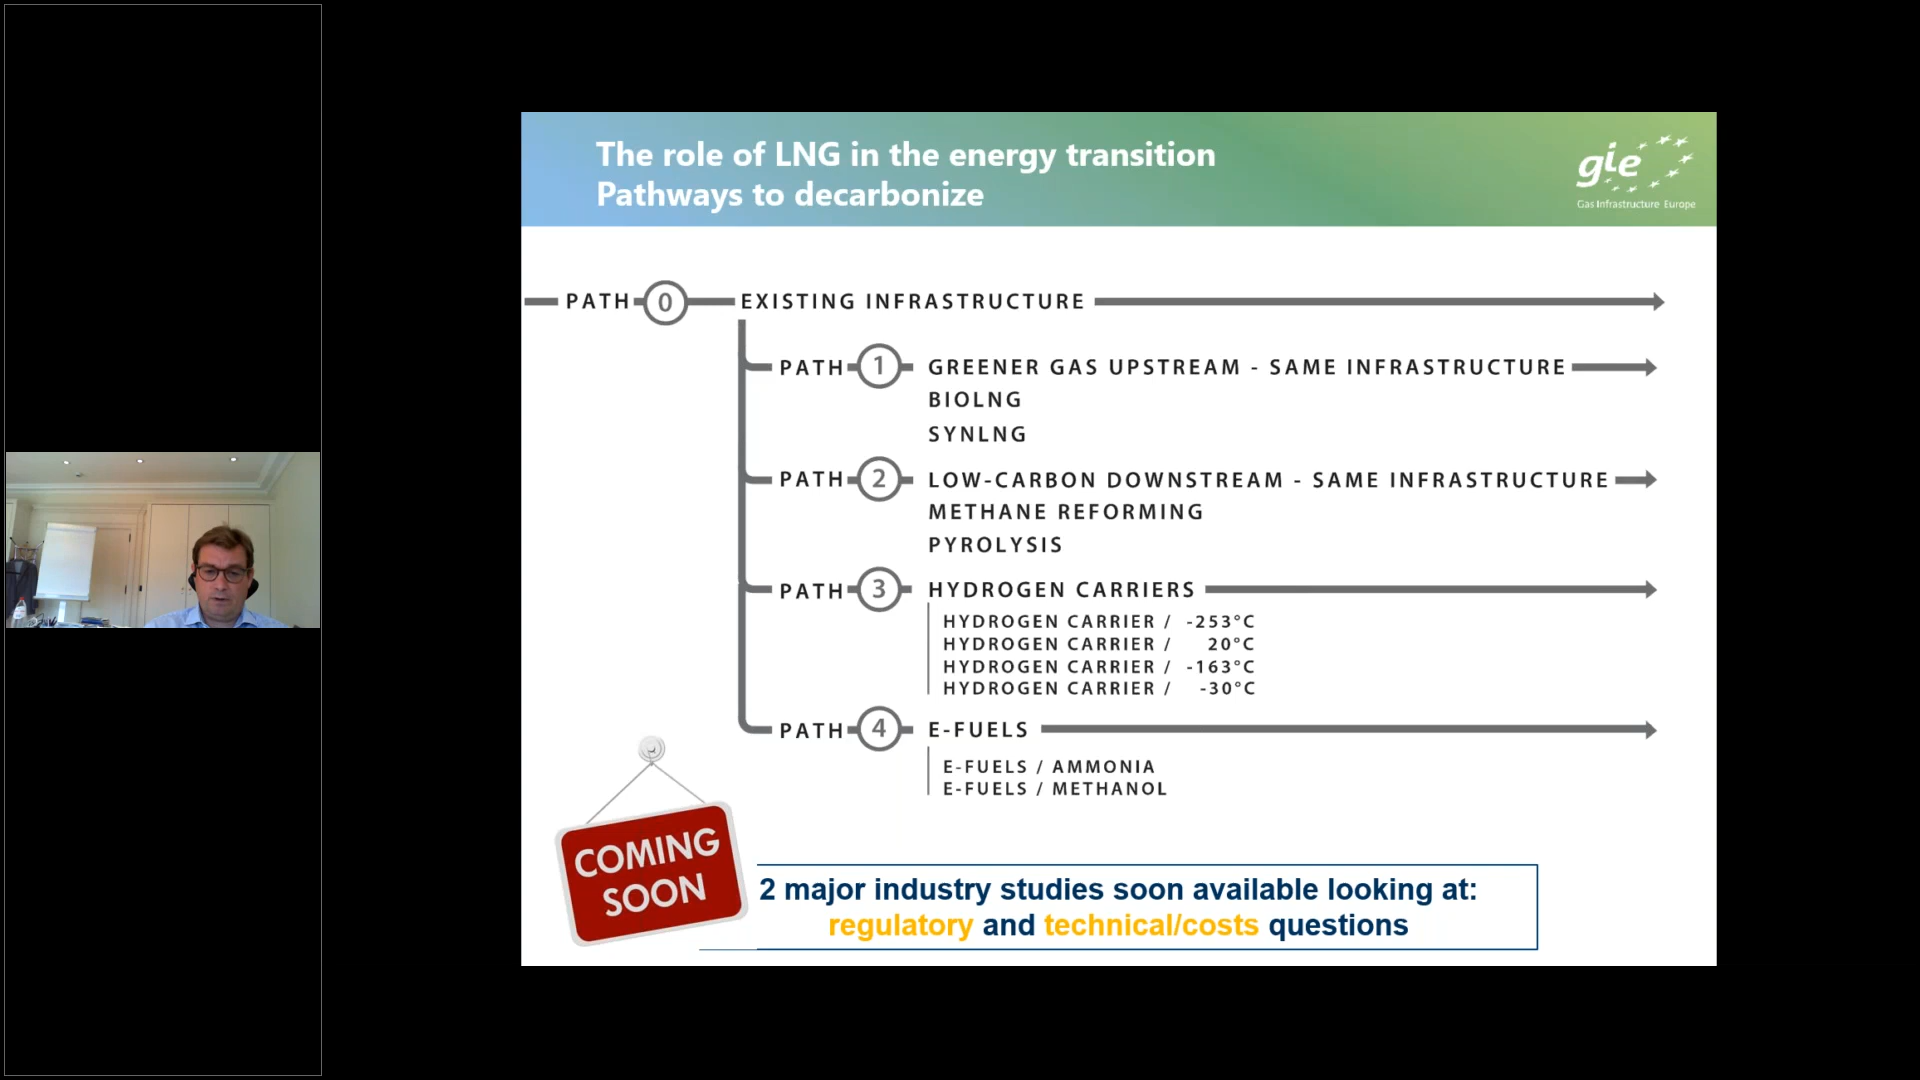 The role of LNG in the energy transition
Pathways to decarbonize
gie
Gas Infrastructure Europe
PATH 0 EXISTING INFRASTRUCTURE
PATH 1 GREENER GAS UPSTREAM - SAME INFRASTRUCTURE
BIOLNG
SYNLNG
PATH 2 LOW-CARBON DOWNSTREAM - SAME INFRASTRUCTURE
METHANE REFORMING
PYROLYSIS
PATH 3 HYDROGEN CARRIERS
HYDROGEN CARRIER / -253°C
HYDROGEN CARRIER / 20°C
HYDROGEN CARRIER / -163°C
HYDROGEN CARRIER / -30°C
PATH 4 E-FUELS
E-FUELS / AMMONIA
E-FUELS / METHANOL
COMING
SOON
2 major industry studies soon available looking at:
regulatory and technical/costs questions